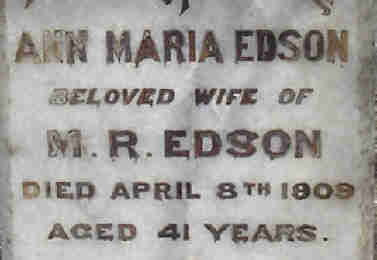 ANN MARIA EDSON
BELOVED WIFE OF
M. R. EDSON
DIED APRIL 8TH 1909
AGED 41 YEARS.